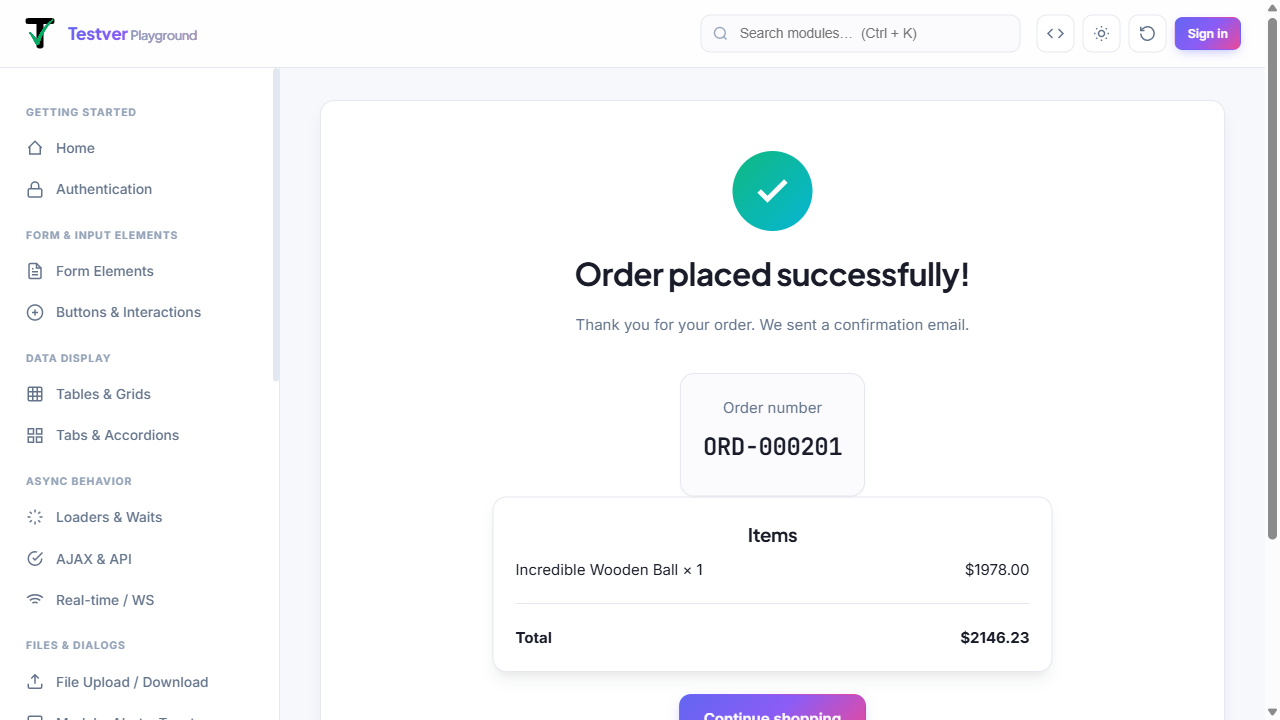 Testver Playground
Search modules... (Ctrl + K)
Sign in
GETTING STARTED
Home
Authentication
FORM & INPUT ELEMENTS
Form Elements
Buttons & Interactions
DATA DISPLAY
Tables & Grids
Tabs & Accordions
ASYNC BEHAVIOR
Loaders & Waits
AJAX & API
Real-time / WS
FILES & DIALOGS
File Upload / Download
Order placed successfully!
Thank you for your order. We sent a confirmation email.
Order number
ORD-000201
Items
Incredible Wooden Ball × 1 $1978.00
Total $2146.23
Continue shopping